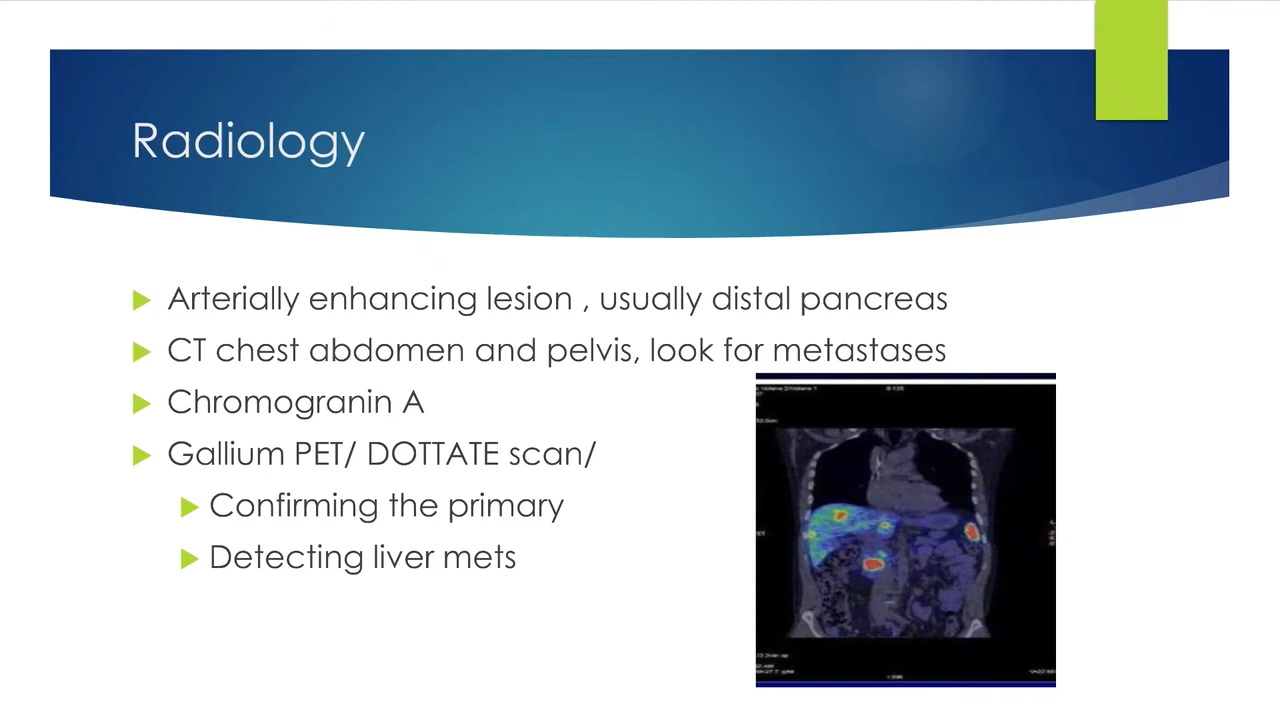 Radiology
Arterially enhancing lesion , usually distal pancreas
CT chest abdomen and pelvis, look for metastases
Chromogranin A
Gallium PET/ DOTTATE scan/
Confirming the primary
Detecting liver mets